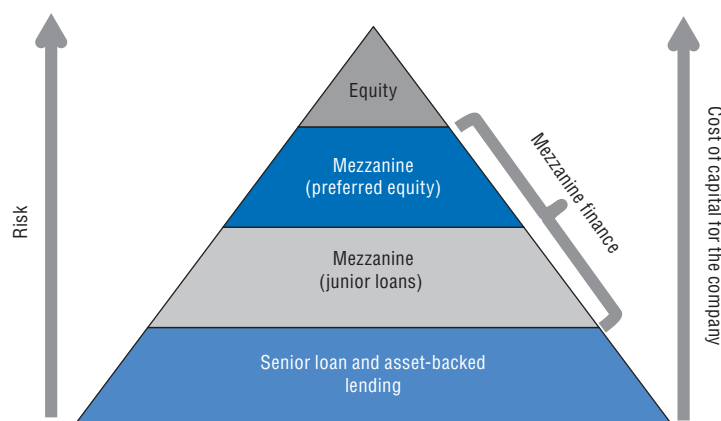 Equity
Mezzanine
(preferred equity)
Mezzanine
(junior loans)
Senior loan and asset-backed
lending
Risk
Mezzanine finance
Cost of capital for the company